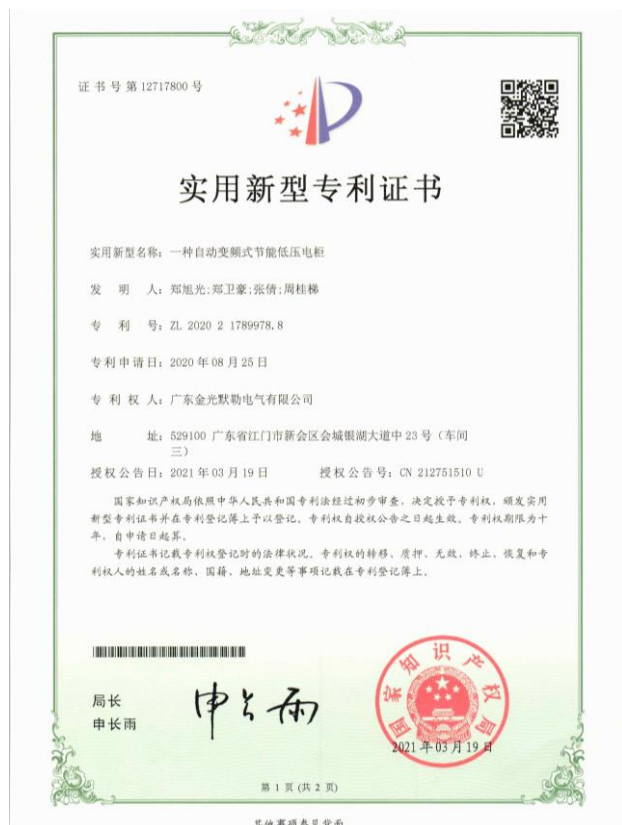 证书号第12717800号
实用新型专利证书
实用新型名称：一种自动变频式节能低压电柜
发明人：郑旭光;郑卫豪;张倩;周桂梯
专利号：ZL 2020 2 1789978.8
专利申请日：2020年08月25日
专利权人：广东金光默勒电气有限公司
地址：529100 广东省江门市新会区会城银湖大道中23号（车间
三）
授权公告日：2021年03月19日 授权公告号：CN 212751510 U
国家知识产权局依照中华人民共和国专利法经过初步审查，决定授予专利权，颁发实用
新型专利证书并在专利登记簿上予以登记。专利权自授权公告之日起生效。专利权期限为十
年，自申请日起算。
专利证书记载专利权登记时的法律状况。专利权的转移、质押、无效、终止、恢复和专
利权人的姓名或名称、国籍、地址变更等事项记载在专利登记簿上。
局长
申长雨
申长雨
国家知识产权局
2021年03月19日
第 1 页 (共 2 页)
其他事项参见背面